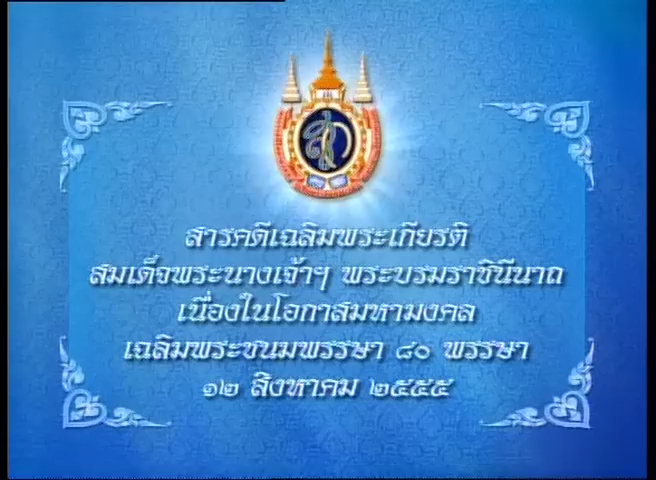 สารคดีเฉลิมพระเกียรติ
สมเด็จพระนางเจ้าฯ พระบรมราชินีนาถ
เนื่องในโอกาสมหามงคล
เฉลิมพระชนมพรรษา ๘๐ พรรษา
๑๒ สิงหาคม ๒๕๕๕